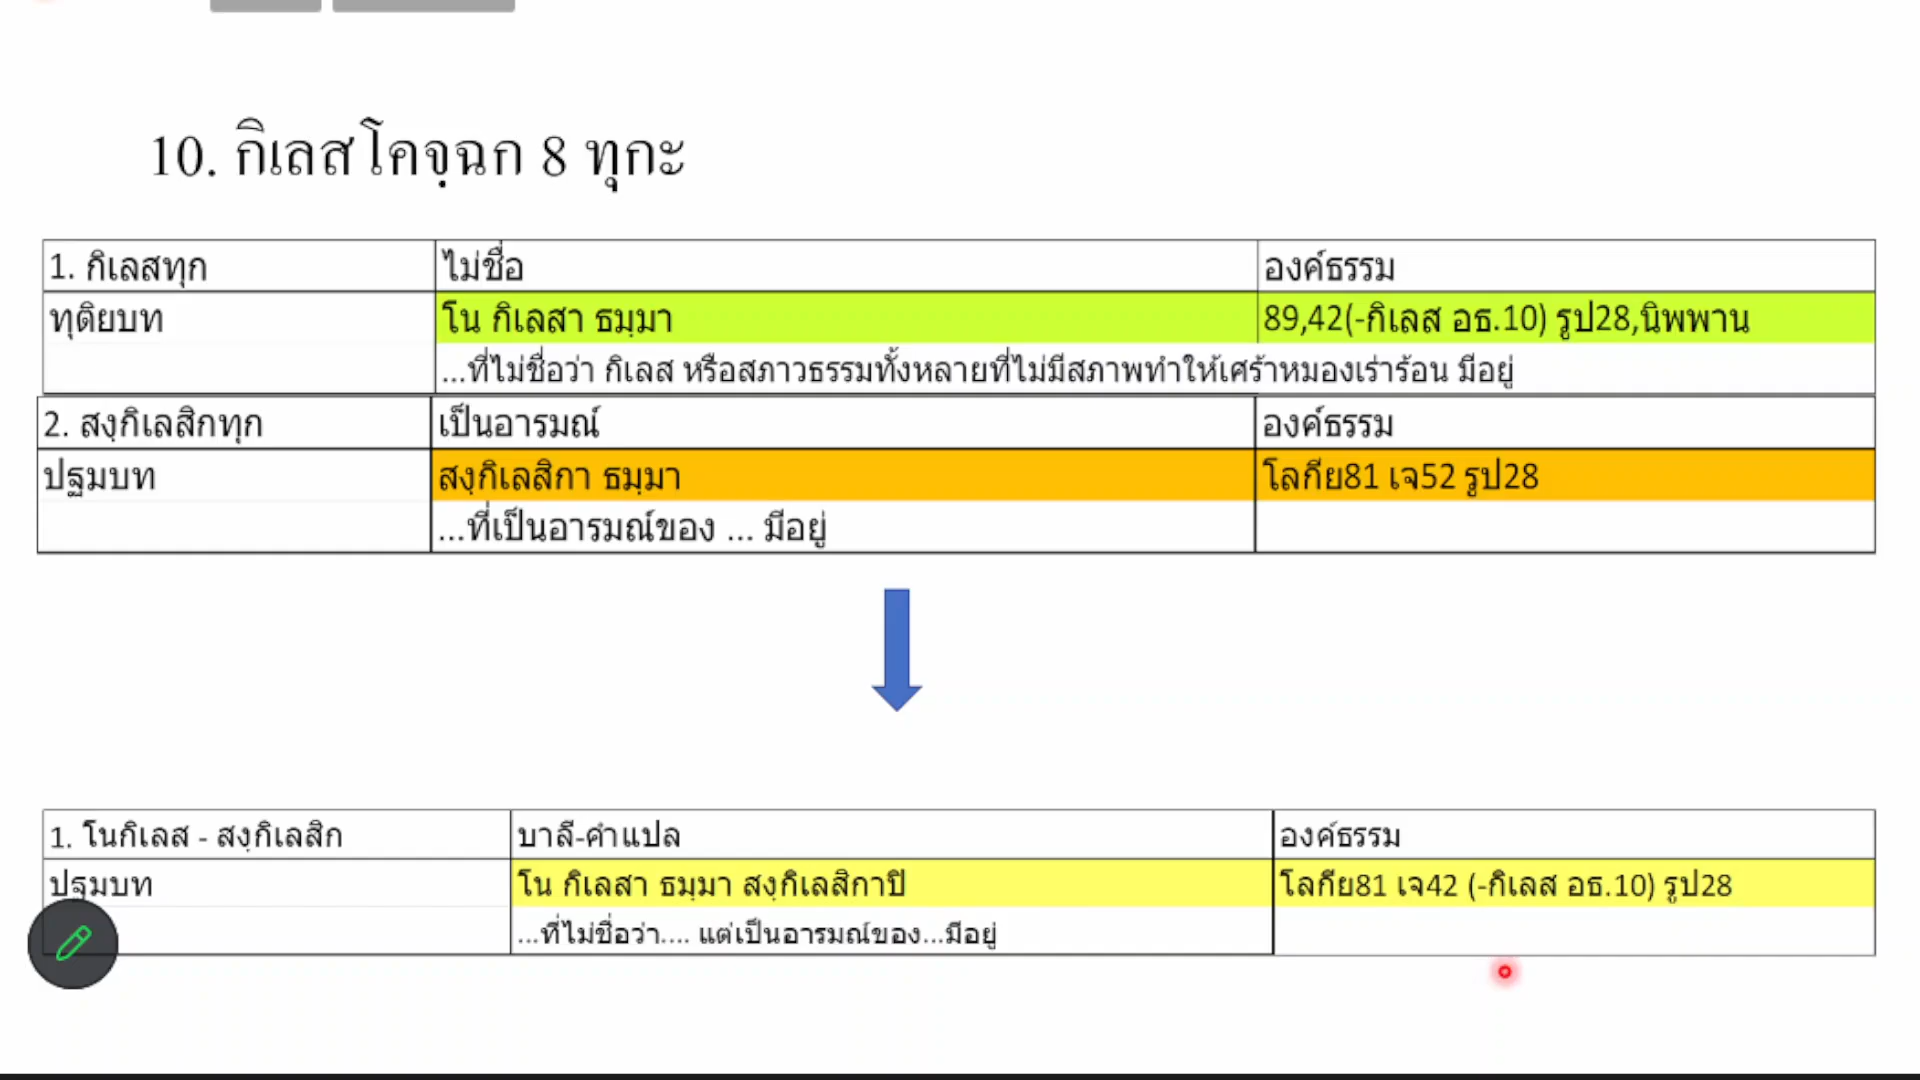 10. กิเลสโคจฺฉก 8 ทุกะ
1. กิเลสทุก ไม่ชื่อ องค์ธรรม
ทุติยบท โน กิเลสา ธมฺมา 89,42(-กิเลส อธ.10) รูป28,นิพพาน
...ที่ไม่ชื่อว่า กิเลส หรือสภาวธรรมทั้งหลายที่ไม่มีสภาพทำให้เศร้าหมองเร่าร้อน มีอยู่
2. สงฺกิเลสิกทุก เป็นอารมณ์ องค์ธรรม
ปฐมบท สงฺกิเลสิกา ธมฺมา โลกีย81 เจ52 รูป28
...ที่เป็นอารมณ์ของ ... มีอยู่
1. โนกิเลส - สงฺกิเลสิก บาลี-คำแปล องค์ธรรม
ปฐมบท โน กิเลสา ธมฺมา สงฺกิเลสิกาปิ โลกีย81 เจ42 (-กิเลส อธ.10) รูป28
...ที่ไม่ชื่อว่า.... แต่เป็นอารมณ์ของ...มีอยู่